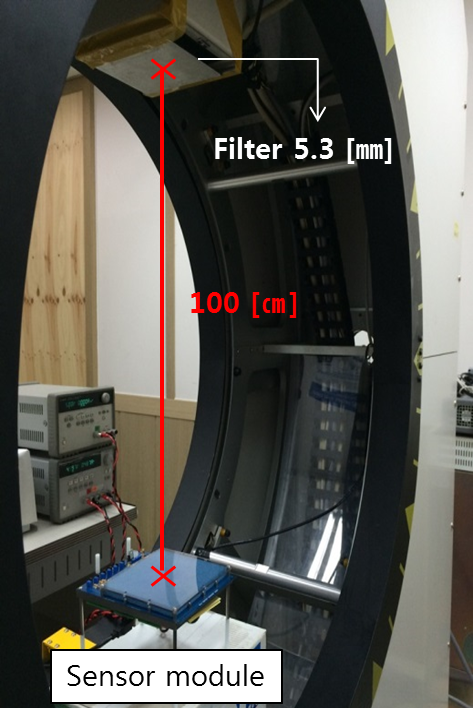 Filter 5.3 [㎜]
100 [㎝]
Sensor module